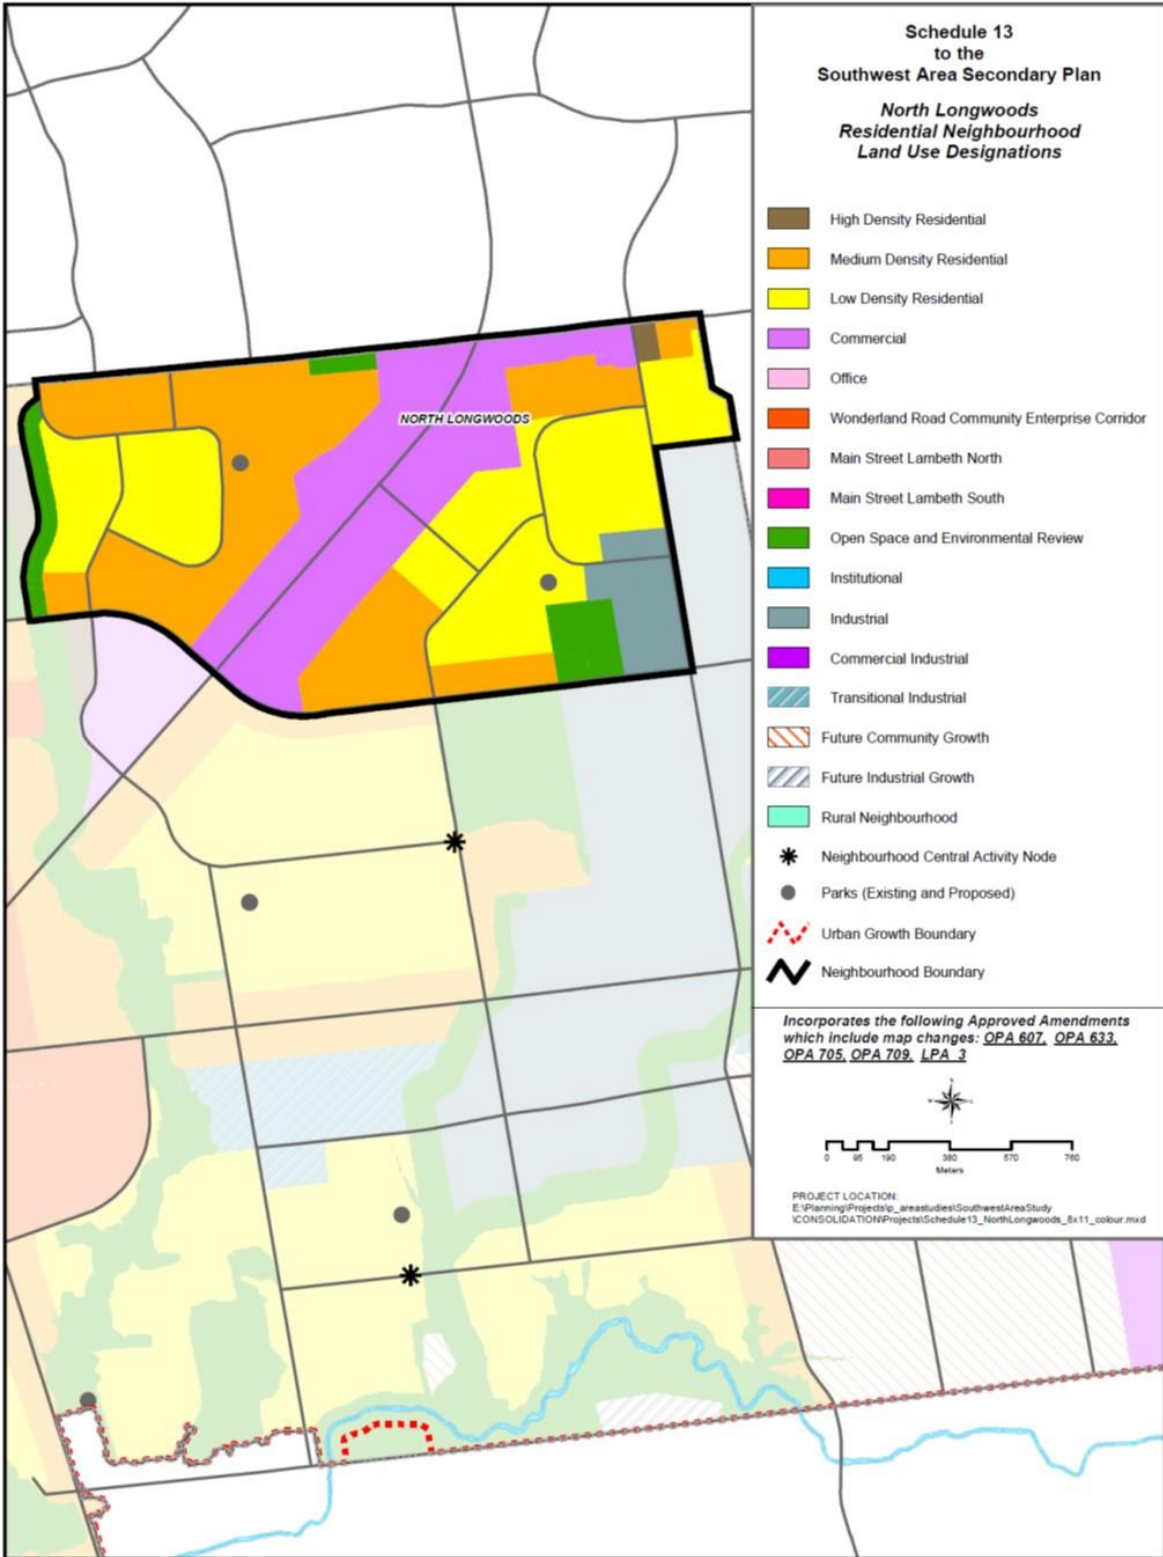 Schedule 13
to the
Southwest Area Secondary Plan
North Longwoods
Residential Neighbourhood
Land Use Designations
High Density Residential
Medium Density Residential
Low Density Residential
Commercial
Office
Wonderland Road Community Enterprise Corridor
Main Street Lambeth North
Main Street Lambeth South
Open Space and Environmental Review
Institutional
Industrial
Commercial Industrial
Transitional Industrial
Future Community Growth
Future Industrial Growth
Rural Neighbourhood
Neighbourhood Central Activity Node
Parks (Existing and Proposed)
Urban Growth Boundary
Neighbourhood Boundary
Incorporates the following Approved Amendments
which include map changes: OPA 607, OPA 633,
OPA 705, OPA 709, LPA 3
0 95 190 380 570 760
Meters
PROJECT LOCATION:
E:\Planning\Projects\p_areastudies\SouthwestAreaStudy
\CONSOLIDATION\Projects\Schedule13_NorthLongwoods_8x11_colour.mxd
NORTH LONGWOODS